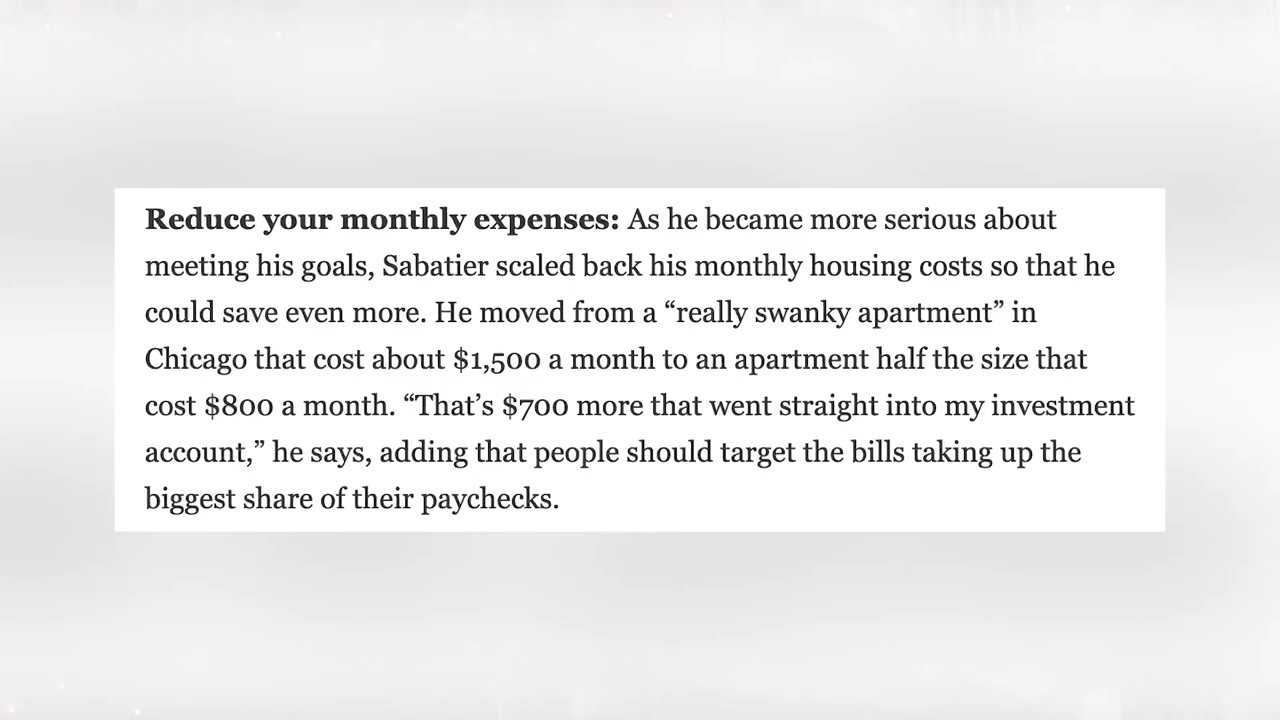 Reduce your monthly expenses: As he became more serious about
meeting his goals, Sabatier scaled back his monthly housing costs so that he
could save even more. He moved from a “really swanky apartment” in
Chicago that cost about $1,500 a month to an apartment half the size that
cost $800 a month. “That’s $700 more that went straight into my investment
account,” he says, adding that people should target the bills taking up the
biggest share of their paychecks.